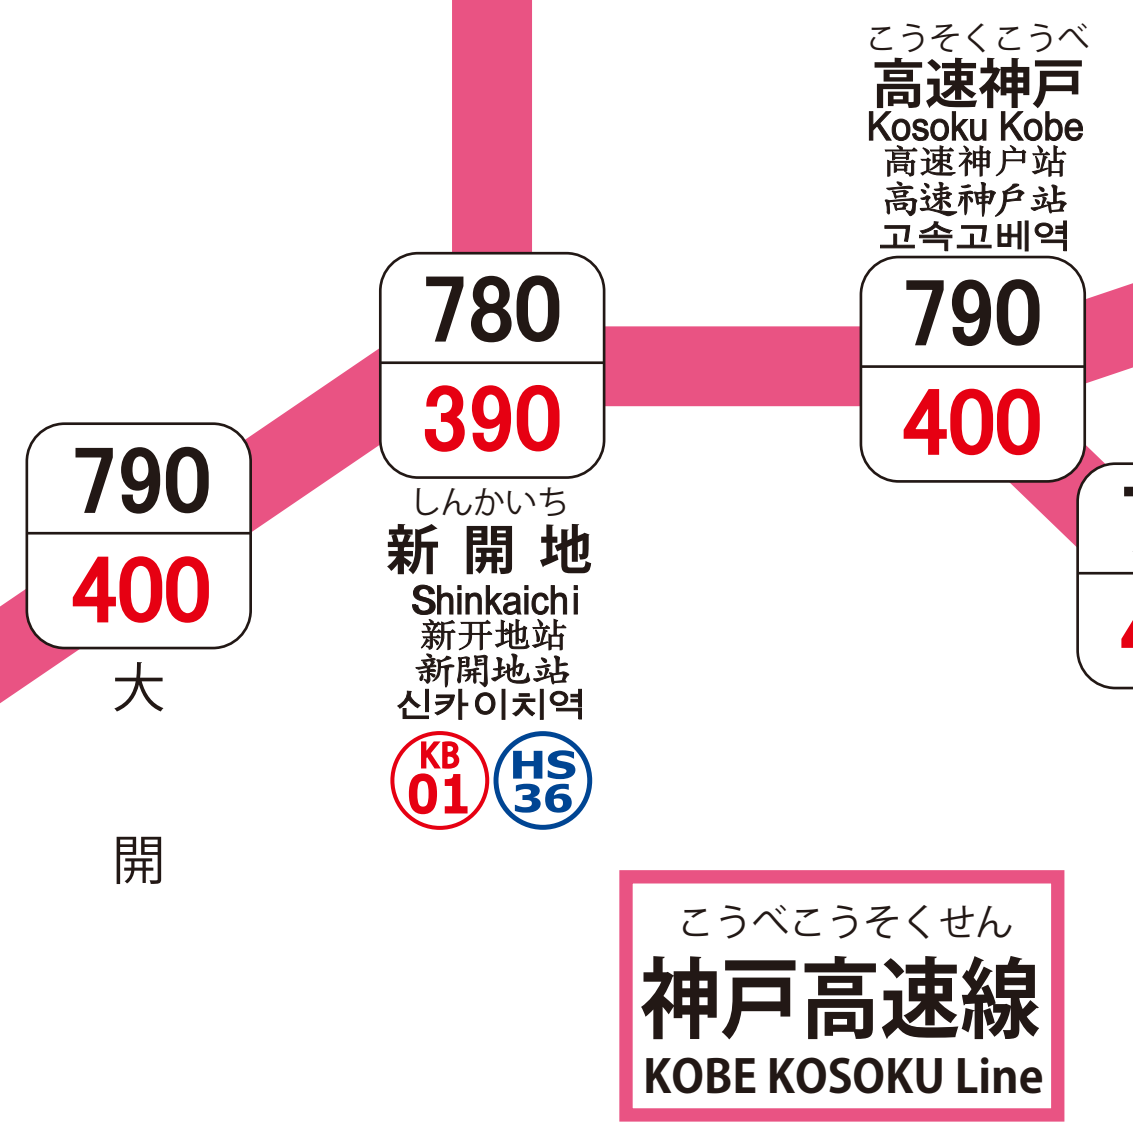 こうそくこうべ
高速神戸
Kosoku Kobe
高速神户站
高速神戶站
고속고베역
790
400
780
390
しんかいち
新開地
Shinkaichi
新开地站
新開地站
신카이치역
KB
01
HS
36
790
400
大
開
こうべこうそくせん
神戸高速線
KOBE KOSOKU Line